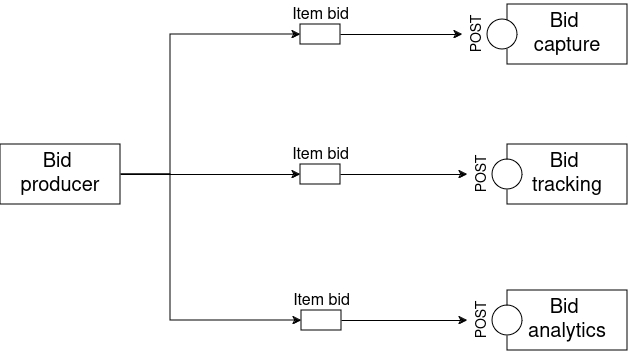 Item bid
POST
Bid
capture
Bid
producer
Item bid
POST
Bid
tracking
Item bid
POST
Bid
analytics